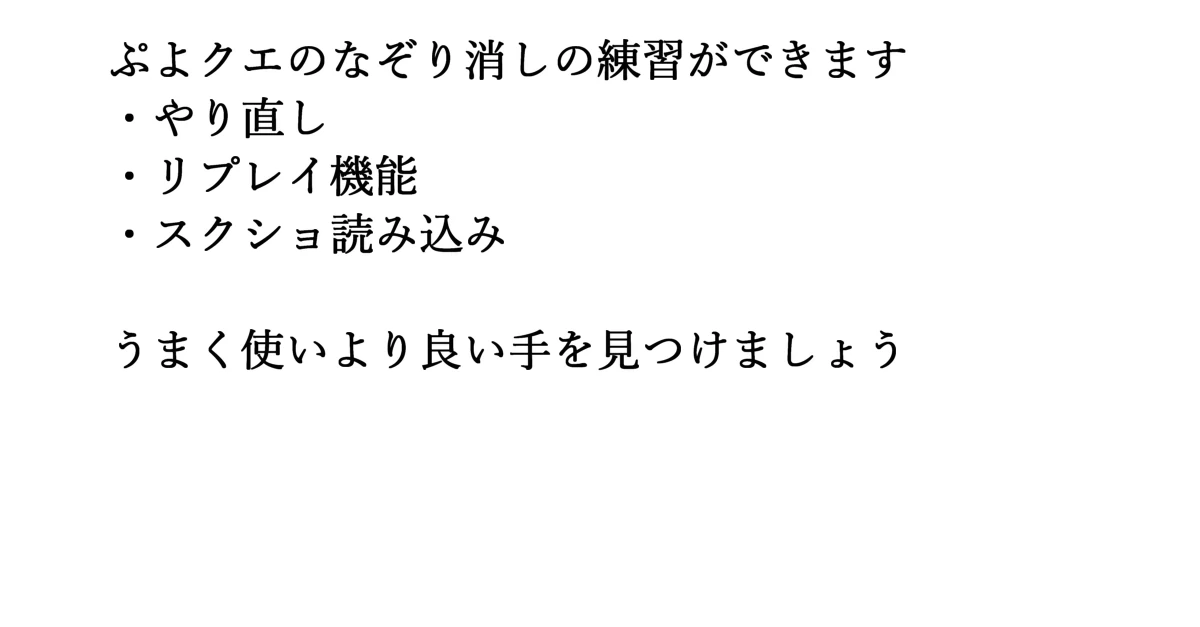 ぷよクエのなぞり消しの練習ができます
・やり直し
・リプレイ機能
・スクショ読み込み
うまく使いより良い手を見つけましょう